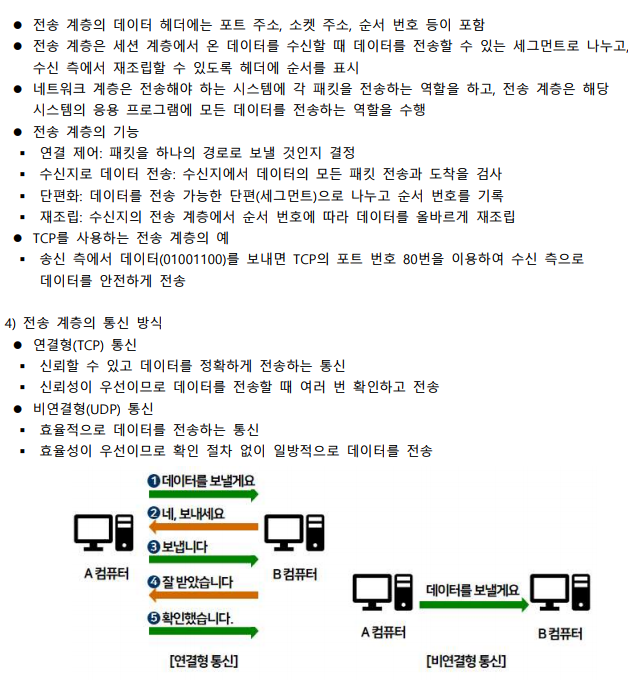 ● 전송 계층의 데이터 헤더에는 포트 주소, 소켓 주소, 순서 번호 등이 포함
● 전송 계층은 세션 계층에서 온 데이터를 수신할 때 데이터를 전송할 수 있는 세그먼트로 나누고,
수신 측에서 재조립할 수 있도록 헤더에 순서를 표시
● 네트워크 계층은 전송해야 하는 시스템에 각 패킷을 전송하는 역할을 하고, 전송 계층은 해당
시스템의 응용 프로그램에 모든 데이터를 전송하는 역할을 수행
● 전송 계층의 기능
▪ 연결 제어: 패킷을 하나의 경로로 보낼 것인지 결정
▪ 수신지로 데이터 전송: 수신지에서 데이터의 모든 패킷 전송과 도착을 검사
▪ 단편화: 데이터를 전송 가능한 단편(세그먼트)으로 나누고 순서 번호를 기록
▪ 재조립: 수신지의 전송 계층에서 순서 번호에 따라 데이터를 올바르게 재조립
● TCP를 사용하는 전송 계층의 예
▪ 송신 측에서 데이터(01001100)를 보내면 TCP의 포트 번호 80번을 이용하여 수신 측으로
데이터를 안전하게 전송
4) 전송 계층의 통신 방식
● 연결형(TCP) 통신
▪ 신뢰할 수 있고 데이터를 정확하게 전송하는 통신
▪ 신뢰성이 우선이므로 데이터를 전송할 때 여러 번 확인하고 전송
● 비연결형(UDP) 통신
▪ 효율적으로 데이터를 전송하는 통신
▪ 효율성이 우선이므로 확인 절차 없이 일방적으로 데이터를 전송
❶ 데이터를 보낼게요
❷ 네, 보내세요
❸ 보냅니다
❹ 잘 받았습니다
❺ 확인했습니다.
A 컴퓨터
B 컴퓨터
[연결형 통신]
데이터를 보낼게요
A 컴퓨터
B 컴퓨터
[비연결형 통신]